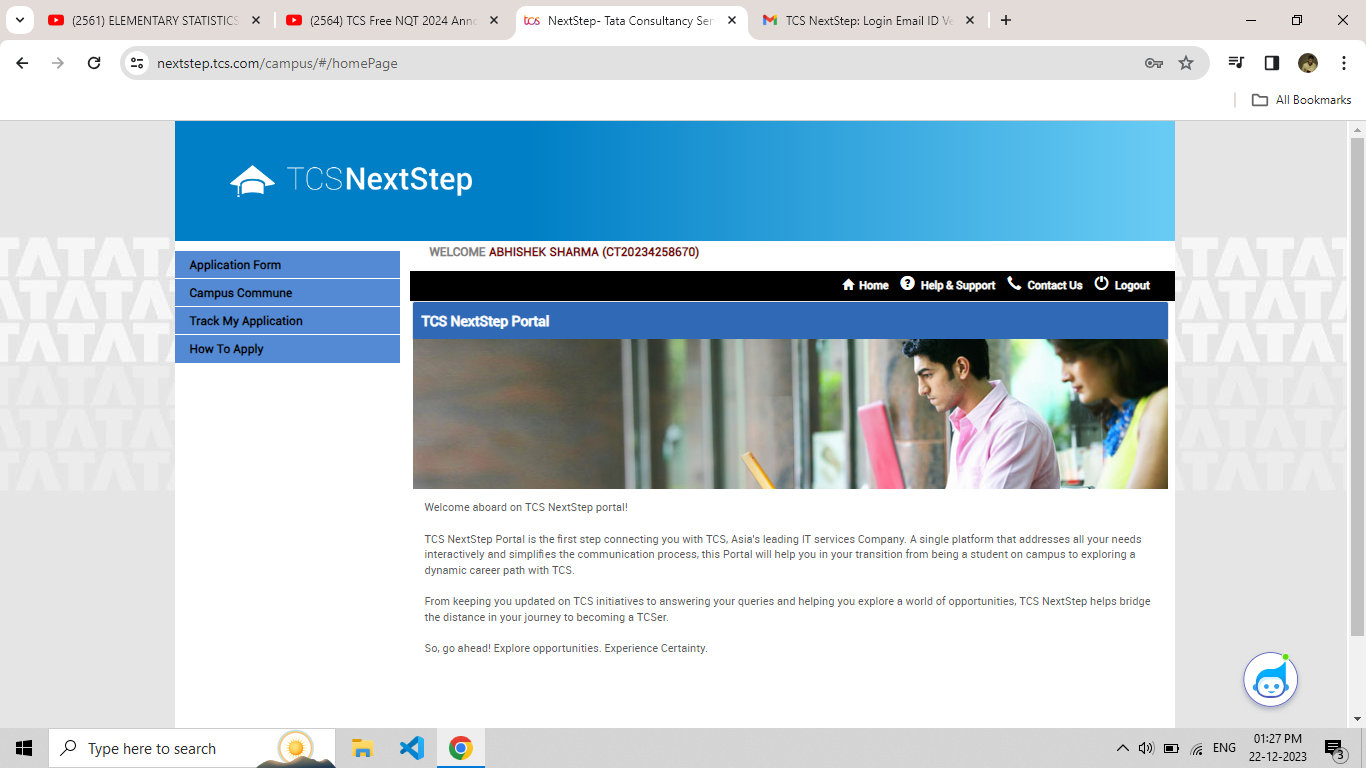 (2561) ELEMENTARY STATISTICS
(2564) TCS Free NQT 2024 Anno
tcs NextStep- Tata Consultancy Ser
TCS NextStep: Login Email ID Ve
nextstep.tcs.com/campus/#/homePage
All Bookmarks
TCSNextStep
WELCOME ABHISHEK SHARMA (CT20234258670)
Application Form
Campus Commune
Track My Application
How To Apply
Home Help & Support Contact Us Logout
TCS NextStep Portal
Welcome aboard on TCS NextStep portal!
TCS NextStep Portal is the first step connecting you with TCS, Asia's leading IT services Company. A single platform that addresses all your needs
interactively and simplifies the communication process, this Portal will help you in your transition from being a student on campus to exploring a
dynamic career path with TCS.
From keeping you updated on TCS initiatives to answering your queries and helping you explore a world of opportunities, TCS NextStep helps bridge
the distance in your journey to becoming a TCSer.
So, go ahead! Explore opportunities. Experience Certainty.
TATATATA
TATATATA
Type here to search
ENG
01:27 PM
22-12-2023
3